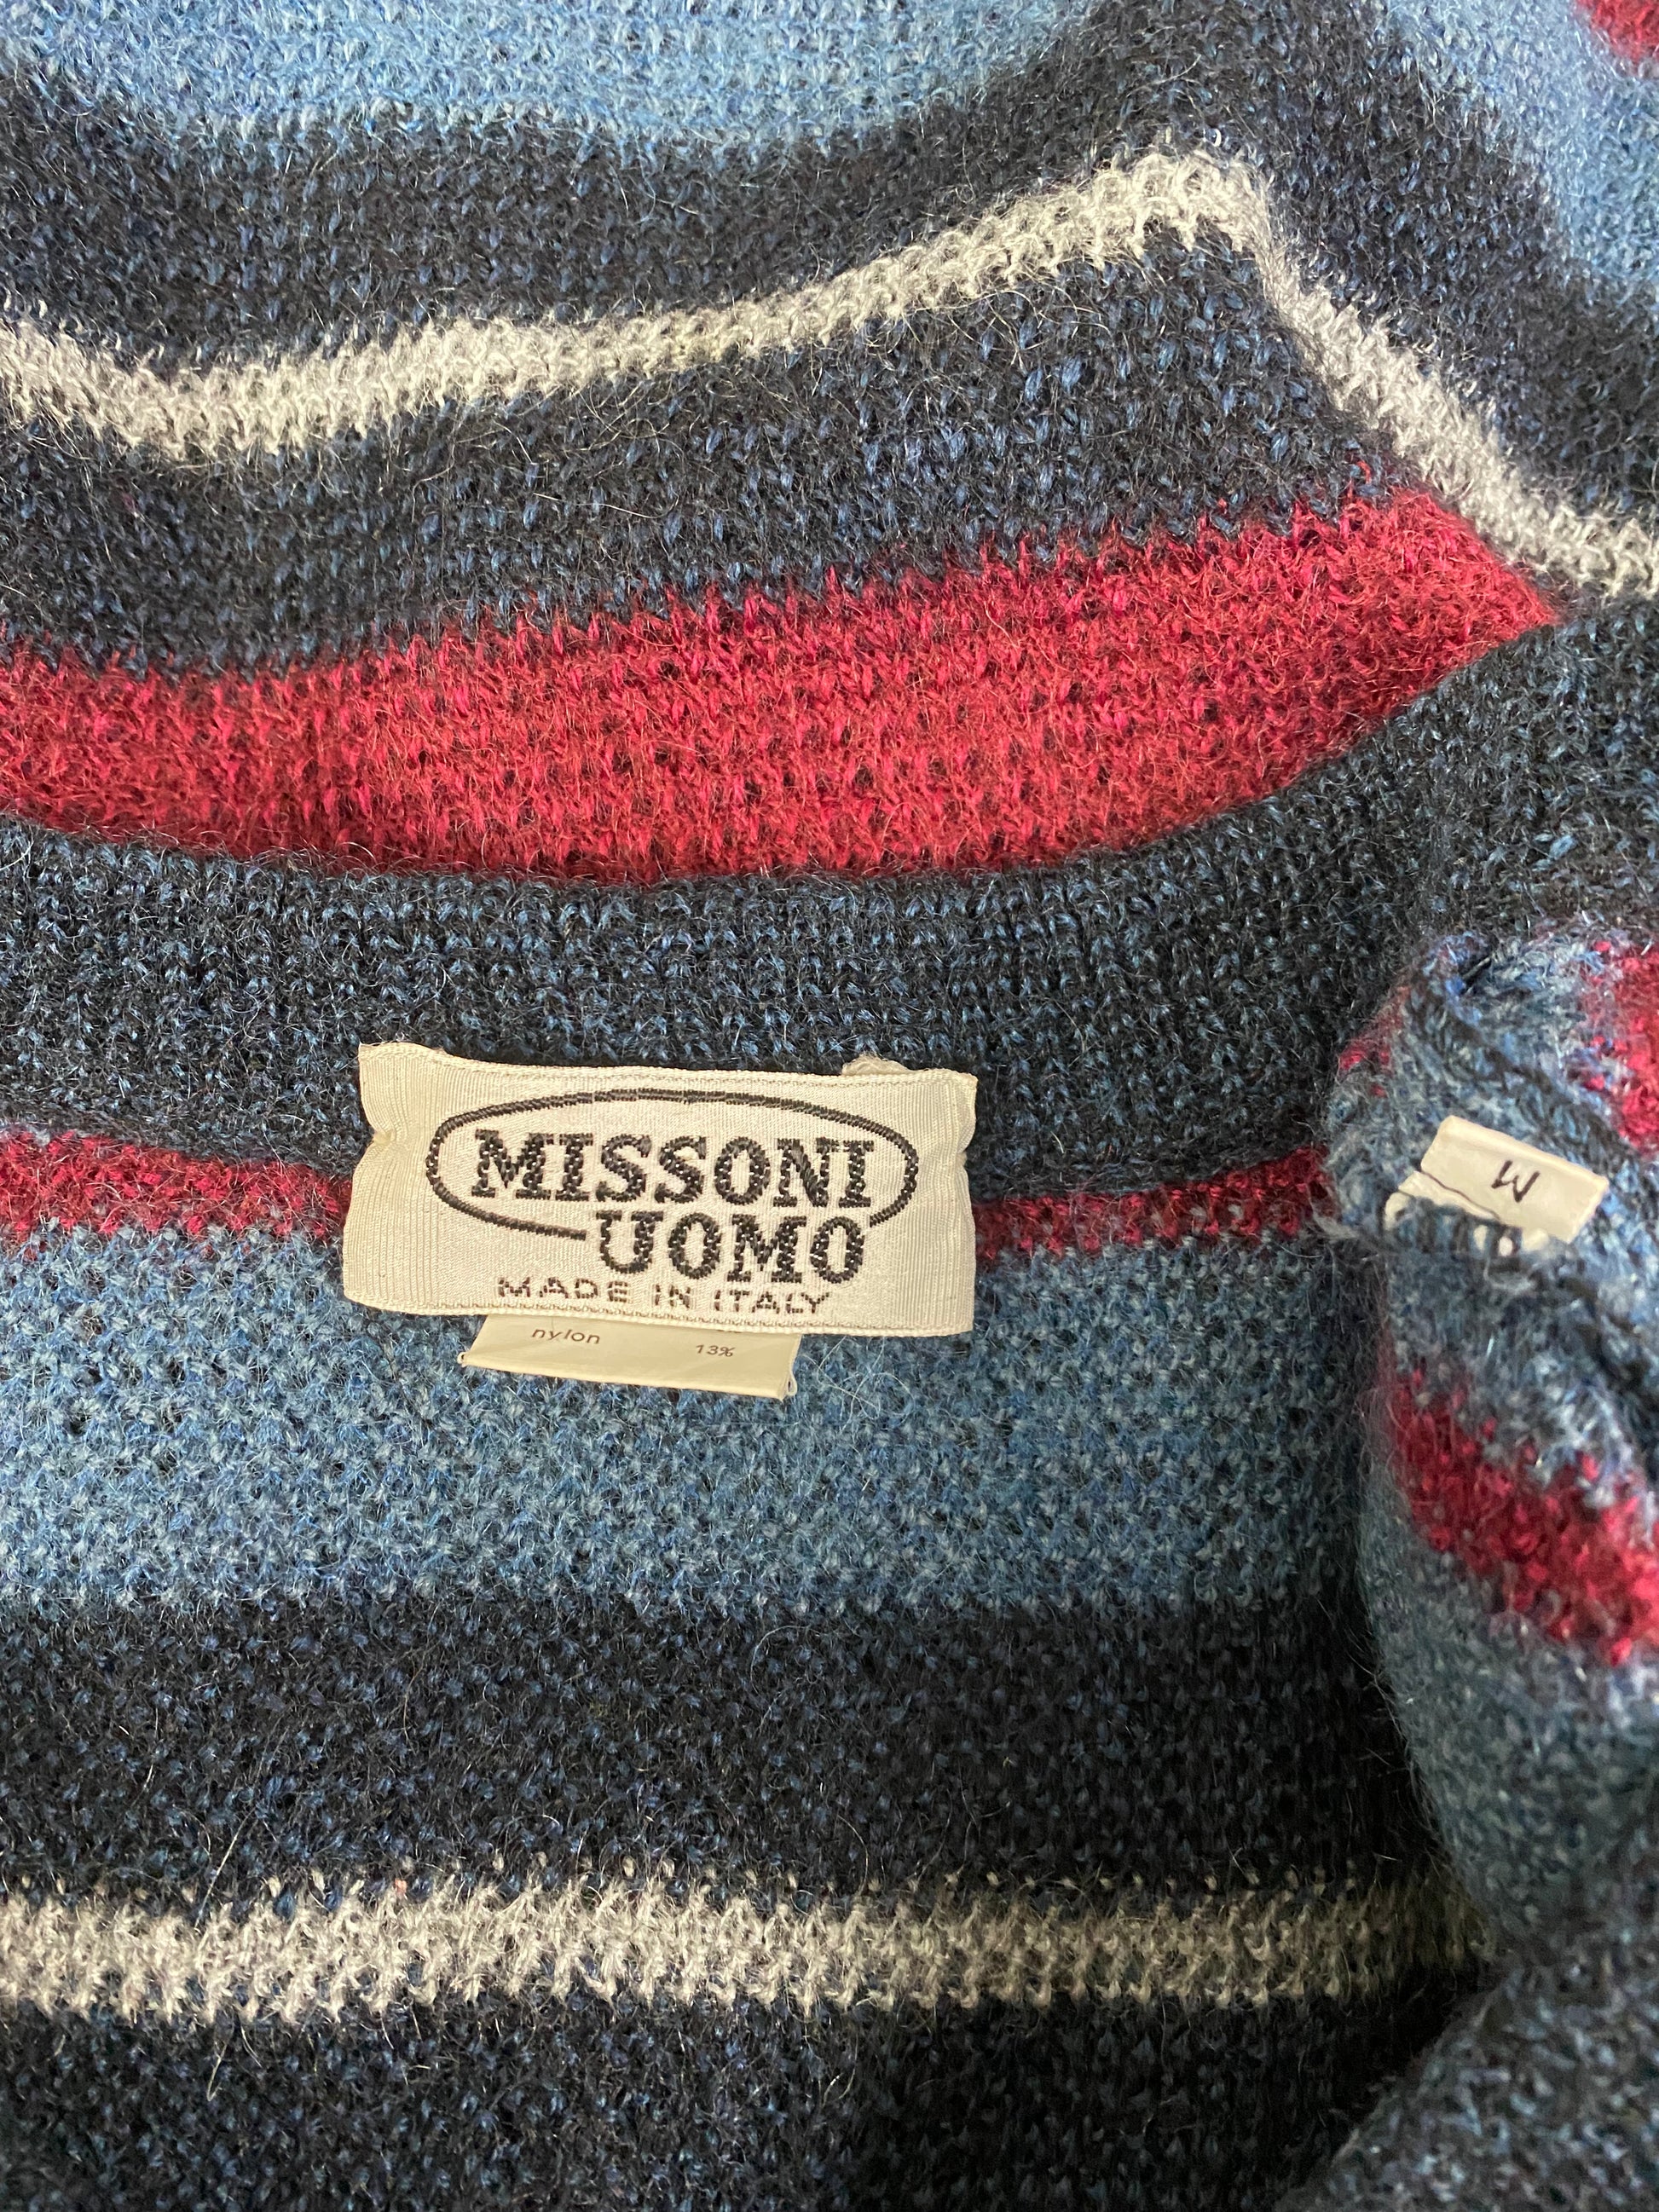 MISSONI
UOMO
MADE IN ITALY
nylon 13%
M